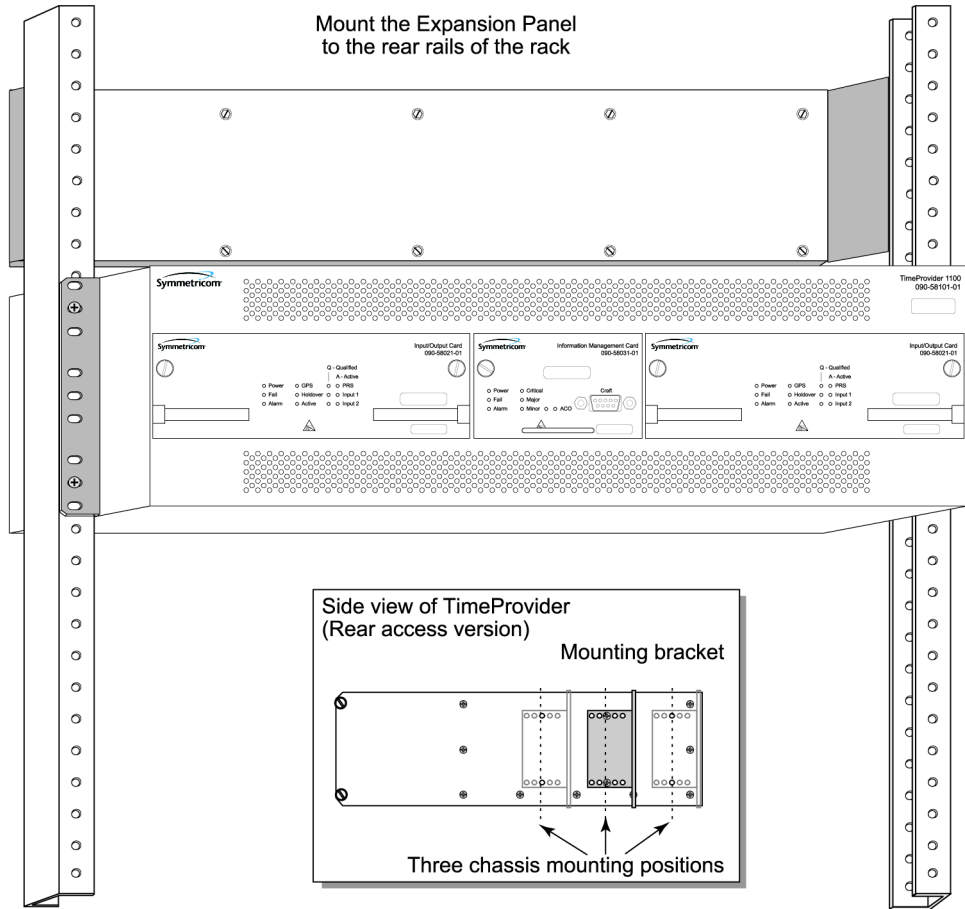 Mount the Expansion Panel
to the rear rails of the rack
Symmetricom
TimeProvider 1100
090-58101-01
Symmetricom
Input/Output Card
090-58021-01
Q - Qualified
A - Active
Power GPS PRS
Fail Holdover Input 1
Alarm Active Input 2
Symmetricom
Information Management Card
090-58031-01
Power Critical Craft
Fail Major
Alarm Minor ACO
Symmetricom
Input/Output Card
090-58021-01
Q - Qualified
A - Active
Power GPS PRS
Fail Holdover Input 1
Alarm Active Input 2
Side view of TimeProvider
(Rear access version)
Mounting bracket
Three chassis mounting positions